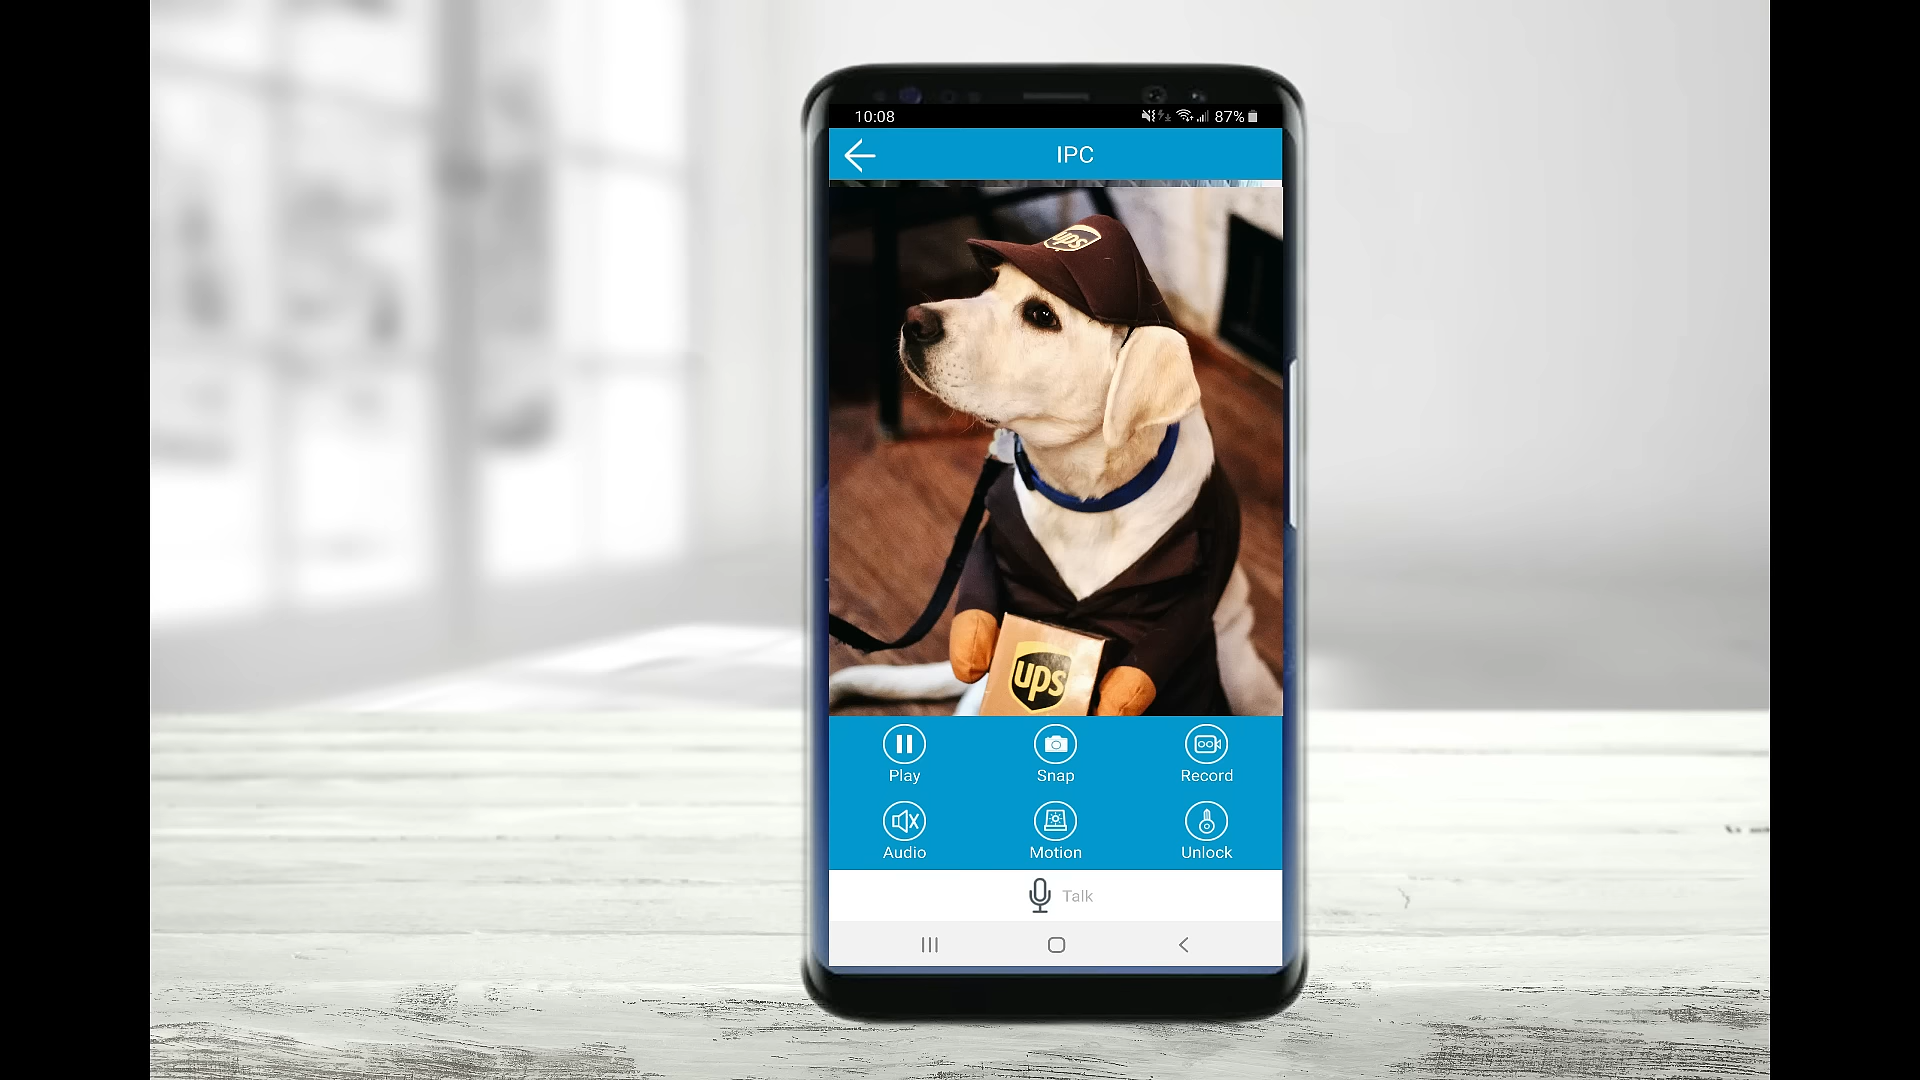 10:08 87%
IPC
ups
ups
Play Snap Record
Audio Motion Unlock
Talk